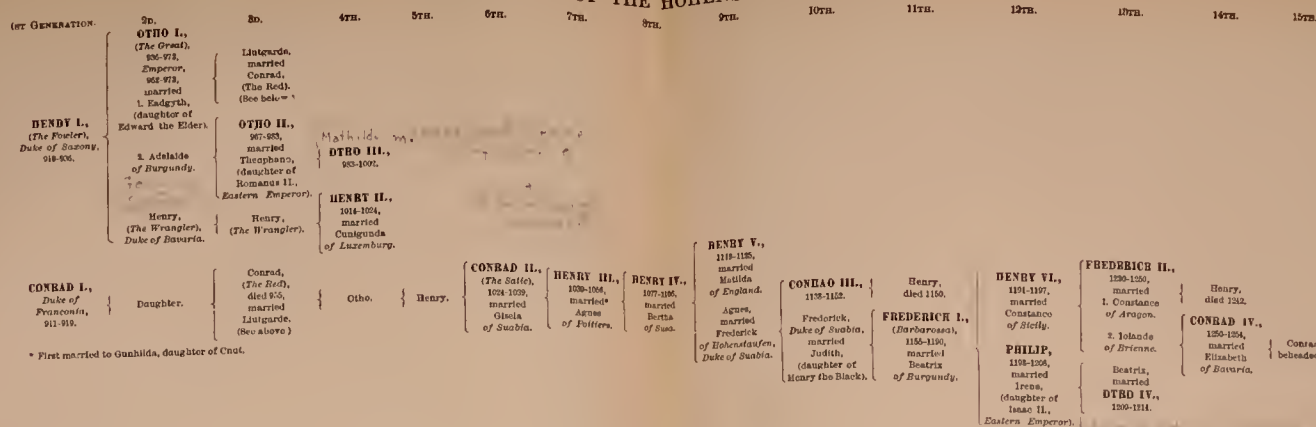 OF THE HOHEN
1ST GENERATION.
2D.
3D.
4TH.
5TH.
6TH.
7TH.
8TH.
9TH.
10TH.
11TH.
12TH.
13TH.
14TH.
15TH
HENRY I.,
(The Fowler),
Duke of Saxony,
918-936.
OTHO I.,
(The Great),
936-973,
Emperor,
962-973,
married
1. Eadgyth,
(daughter of
Edward the Elder).
2. Adelaide
of Burgundy.
Henry,
(The Wrangler),
Duke of Bavaria.
Liutgarde,
married
Conrad,
(The Red).
(See below
OTHO II.,
967-983,
married
Theophano,
(daughter of
Romanus II.,
Eastern Emperor).
Henry,
(The Wrangler).
Mathilda m.
OTHO III.,
983-1002.
HENRY II.,
1014-1024,
married
Cunigunda
of Luxemburg.
CONRAD I.,
Duke of
Franconia,
911-919.
Daughter.
Conrad,
(The Red),
died 955,
married
Liutgarde.
(See above)
Otho.
Henry.
CONRAD II.,
(The Salic),
1024-1039,
married
Gisela
of Suabia.
HENRY III.,
1039-1056,
married*
Agnes
of Poitiers.
HENRY IV.,
1077-1106,
married
Bertha
of Susa.
HENRY V.,
1118-1125,
married
Matilda
of England.
Agnes,
married
Frederick
of Hohenstaufen,
Duke of Suabia.
CONRAD III.,
1138-1152.
Frederick,
Duke of Suabia,
married
Judith,
(daughter of
Henry the Black).
Henry,
died 1150.
FREDERICK I.,
(Barbarossa),
1155-1190,
married
Beatrix
of Burgundy.
HENRY VI.,
1191-1197,
married
Constance
of Sicily.
PHILIP,
1198-1208,
married
Irene,
(daughter of
Isaac II.,
Eastern Emperor).
FREDERICK II.,
1220-1250,
married
1. Constance
of Aragon.
2. Iolande
of Brienne.
Beatrix,
married
OTHO IV.,
1209-1214.
Henry,
died 1242.
CONRAD IV.,
1250-1254,
married
Elizabeth
of Bavaria.
Conrad
beheaded
* First married to Gunhilda, daughter of Cnut.